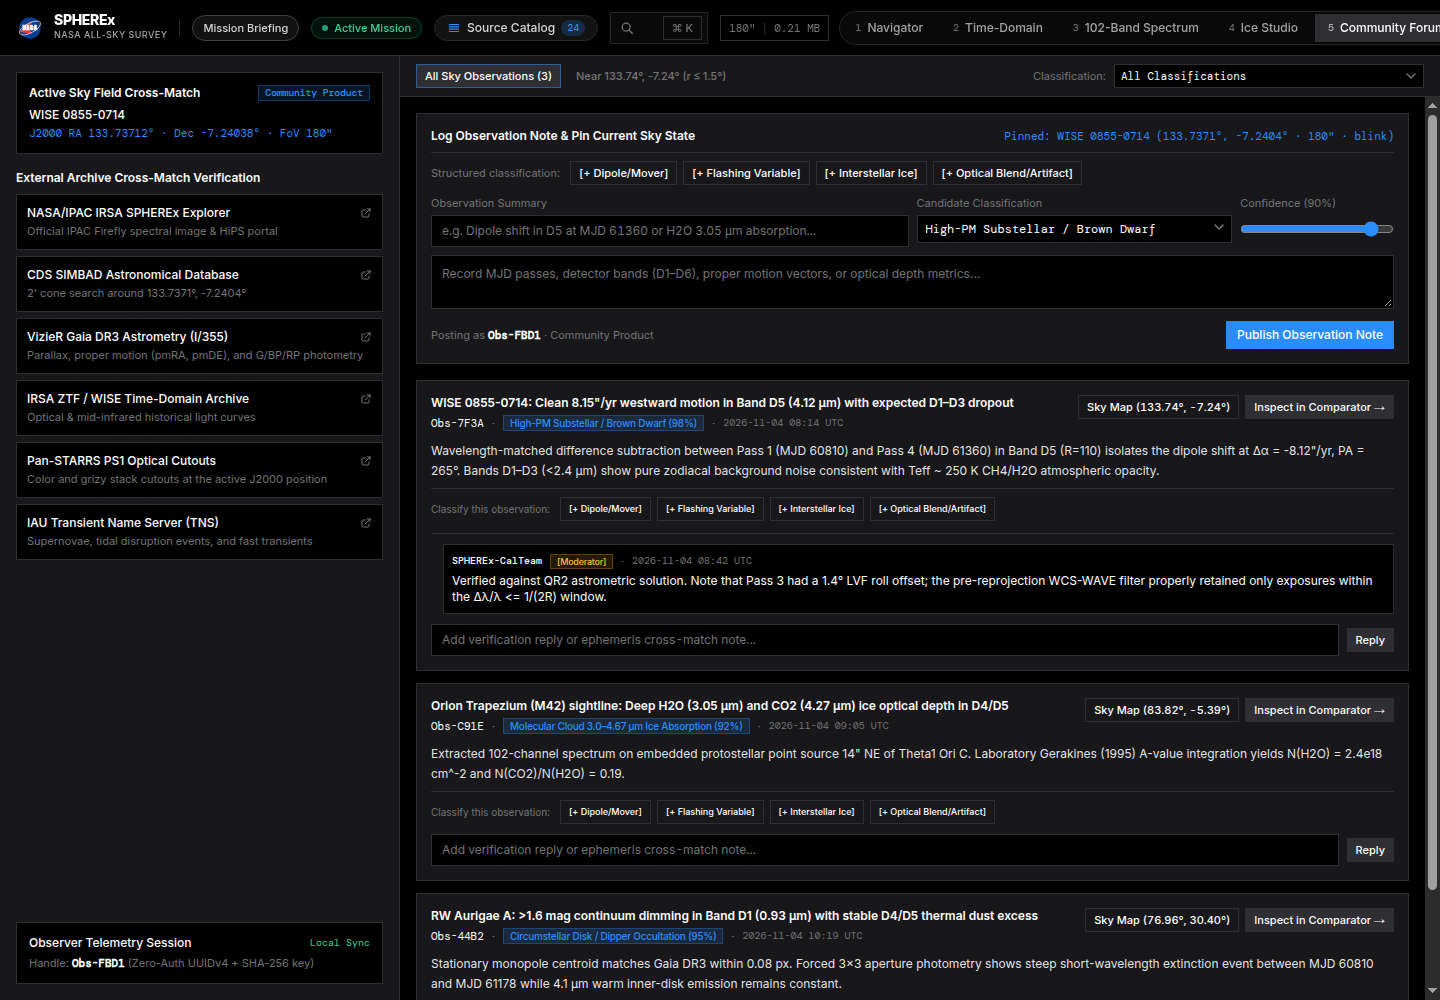 NASA
SPHEREx
NASA ALL-SKY SURVEY
Mission Briefing
Active Mission
Source Catalog 24
⌘ K
180" | 0.21 MB
1 Navigator
2 Time-Domain
3 102-Band Spectrum
4 Ice Studio
5 Community Forum
Active Sky Field Cross-Match
Community Product
WISE 0855-0714
J2000 RA 133.73712° · Dec -7.24038° · FoV 180"
External Archive Cross-Match Verification
NASA/IPAC IRSA SPHEREx Explorer
Official IPAC Firefly spectral image & HiPS portal
CDS SIMBAD Astronomical Database
2' cone search around 133.7371°, -7.2404°
VizieR Gaia DR3 Astrometry (I/355)
Parallax, proper motion (pmRA, pmDE), and G/BP/RP photometry
IRSA ZTF / WISE Time-Domain Archive
Optical & mid-infrared historical light curves
Pan-STARRS PS1 Optical Cutouts
Color and grizy stack cutouts at the active J2000 position
IAU Transient Name Server (TNS)
Supernovae, tidal disruption events, and fast transients
Observer Telemetry Session
Local Sync
Handle: Obs-FBD1 (Zero-Auth UUIDv4 + SHA-256 key)
All Sky Observations (3)
Near 133.74°, -7.24° (r ≤ 1.5°)
Classification:
All Classifications
Log Observation Note & Pin Current Sky State
Pinned: WISE 0855-0714 (133.7371°, -7.2404° · 180" · blink)
Structured classification: [+ Dipole/Mover] [+ Flashing Variable] [+ Interstellar Ice] [+ Optical Blend/Artifact]
Observation Summary
Candidate Classification
Confidence (90%)
e.g. Dipole shift in D5 at MJD 61360 or H2O 3.05 µm absorption...
High-PM Substellar / Brown Dwarf
Record MJD passes, detector bands (D1–D6), proper motion vectors, or optical depth metrics...
Posting as Obs-FBD1 · Community Product
Publish Observation Note
WISE 0855-0714: Clean 8.15"/yr westward motion in Band D5 (4.12 µm) with expected D1–D3 dropout
Sky Map (133.74°, -7.24°)
Inspect in Comparator →
Obs-7F3A · High-PM Substellar / Brown Dwarf (98%) · 2026-11-04 08:14 UTC
Wavelength-matched difference subtraction between Pass 1 (MJD 60810) and Pass 4 (MJD 61360) in Band D5 (R=110) isolates the dipole shift at Δα = -8.12"/yr, PA =
265°. Bands D1–D3 (<2.4 µm) show pure zodiacal background noise consistent with Teff ~ 250 K CH4/H2O atmospheric opacity.
Classify this observation: [+ Dipole/Mover] [+ Flashing Variable] [+ Interstellar Ice] [+ Optical Blend/Artifact]
SPHEREx-CalTeam [Moderator] · 2026-11-04 08:42 UTC
Verified against QR2 astrometric solution. Note that Pass 3 had a 1.4° LVF roll offset; the pre-reprojection WCS-WAVE filter properly retained only exposures within
the Δλ/λ <= 1/(2R) window.
Add verification reply or ephemeris cross-match note...
Reply
Orion Trapezium (M42) sightline: Deep H2O (3.05 µm) and CO2 (4.27 µm) ice optical depth in D4/D5
Sky Map (83.82°, -5.39°)
Inspect in Comparator →
Obs-C91E · Molecular Cloud 3.0–4.67 µm Ice Absorption (92%) · 2026-11-04 09:05 UTC
Extracted 102-channel spectrum on embedded protostellar point source 14" NE of Theta1 Ori C. Laboratory Gerakines (1995) A-value integration yields N(H2O) = 2.4e18
cm^-2 and N(CO2)/N(H2O) = 0.19.
Classify this observation: [+ Dipole/Mover] [+ Flashing Variable] [+ Interstellar Ice] [+ Optical Blend/Artifact]
Add verification reply or ephemeris cross-match note...
Reply
RW Aurigae A: >1.6 mag continuum dimming in Band D1 (0.93 µm) with stable D4/D5 thermal dust excess
Sky Map (76.96°, 30.40°)
Inspect in Comparator →
Obs-44B2 · Circumstellar Disk / Dipper Occultation (95%) · 2026-11-04 10:19 UTC
Stationary monopole centroid matches Gaia DR3 within 0.08 px. Forced 3×3 aperture photometry shows steep short-wavelength extinction event between MJD 60810
and MJD 61178 while 4.1 µm warm inner-disk emission remains constant.